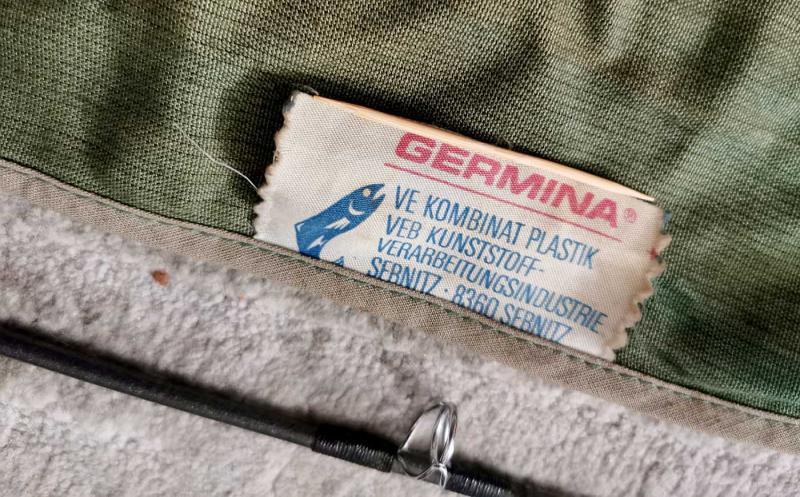 GERMINA®
VE KOMBINAT PLASTIK
VEB KUNSTSTOFF-
VERARBEITUNGSINDUSTRIE
SEBNITZ · 8360 SEBNITZ